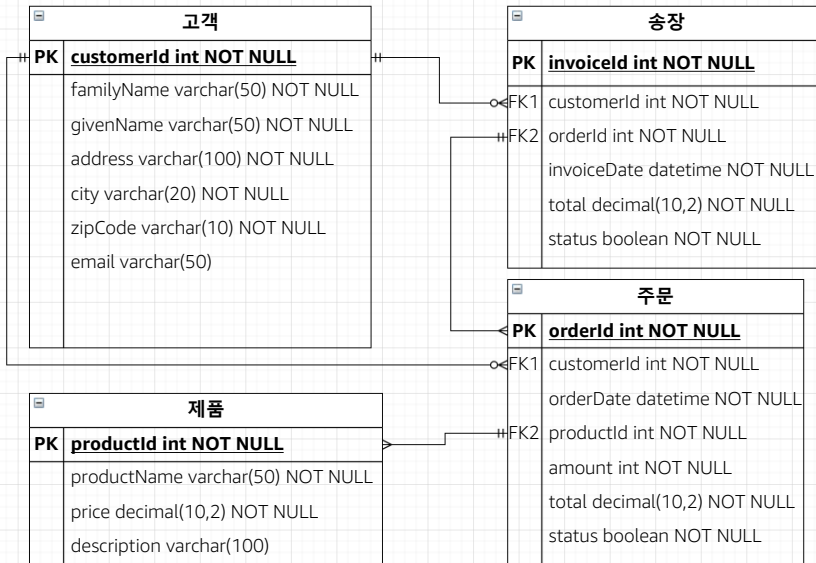 고객
PK customerId int NOT NULL
familyName varchar(50) NOT NULL
givenName varchar(50) NOT NULL
address varchar(100) NOT NULL
city varchar(20) NOT NULL
zipCode varchar(10) NOT NULL
email varchar(50)
송장
PK invoiceId int NOT NULL
FK1 customerId int NOT NULL
FK2 orderId int NOT NULL
invoiceDate datetime NOT NULL
total decimal(10,2) NOT NULL
status boolean NOT NULL
제품
PK productId int NOT NULL
productName varchar(50) NOT NULL
price decimal(10,2) NOT NULL
description varchar(100)
주문
PK orderId int NOT NULL
FK1 customerId int NOT NULL
orderDate datetime NOT NULL
FK2 productId int NOT NULL
amount int NOT NULL
total decimal(10,2) NOT NULL
status boolean NOT NULL